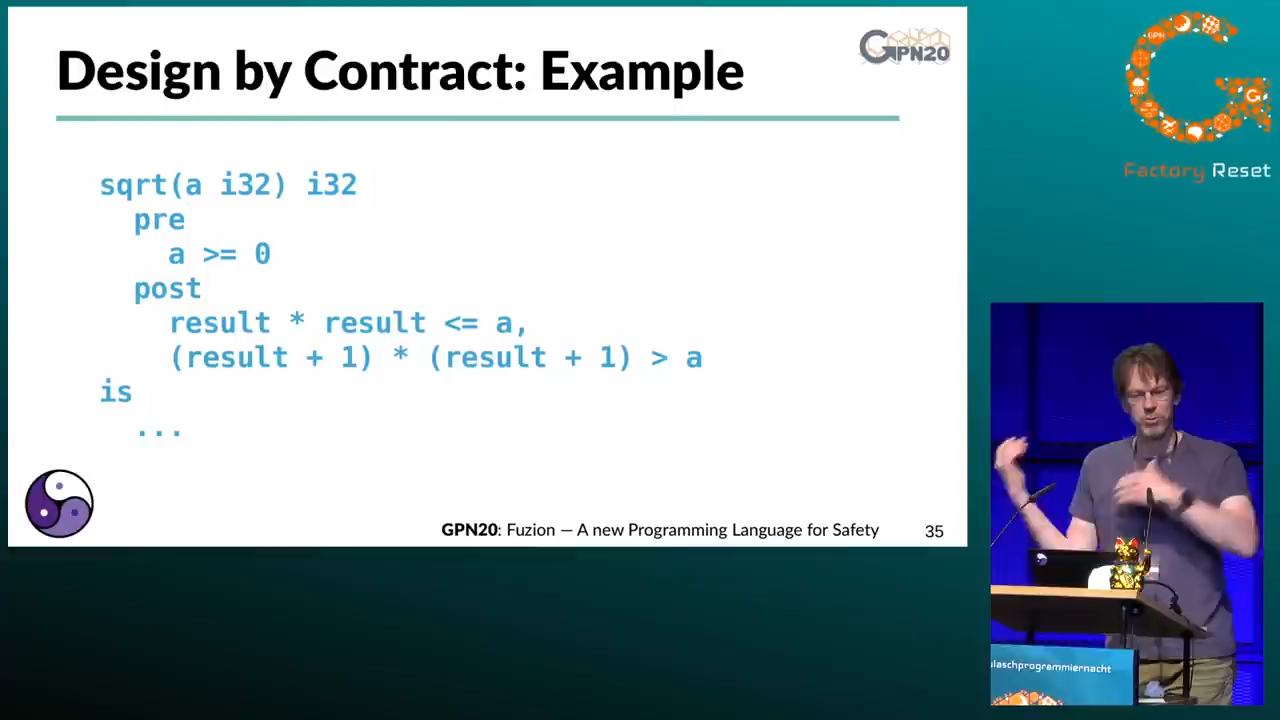 Design by Contract: Example
GPN20
sqrt(a i32) i32
pre
a >= 0
post
result * result <= a,
(result + 1) * (result + 1) > a
is
...
GPN20: Fuzion — A new Programming Language for Safety
35
Factory Reset
ulaschprogrammiernacht